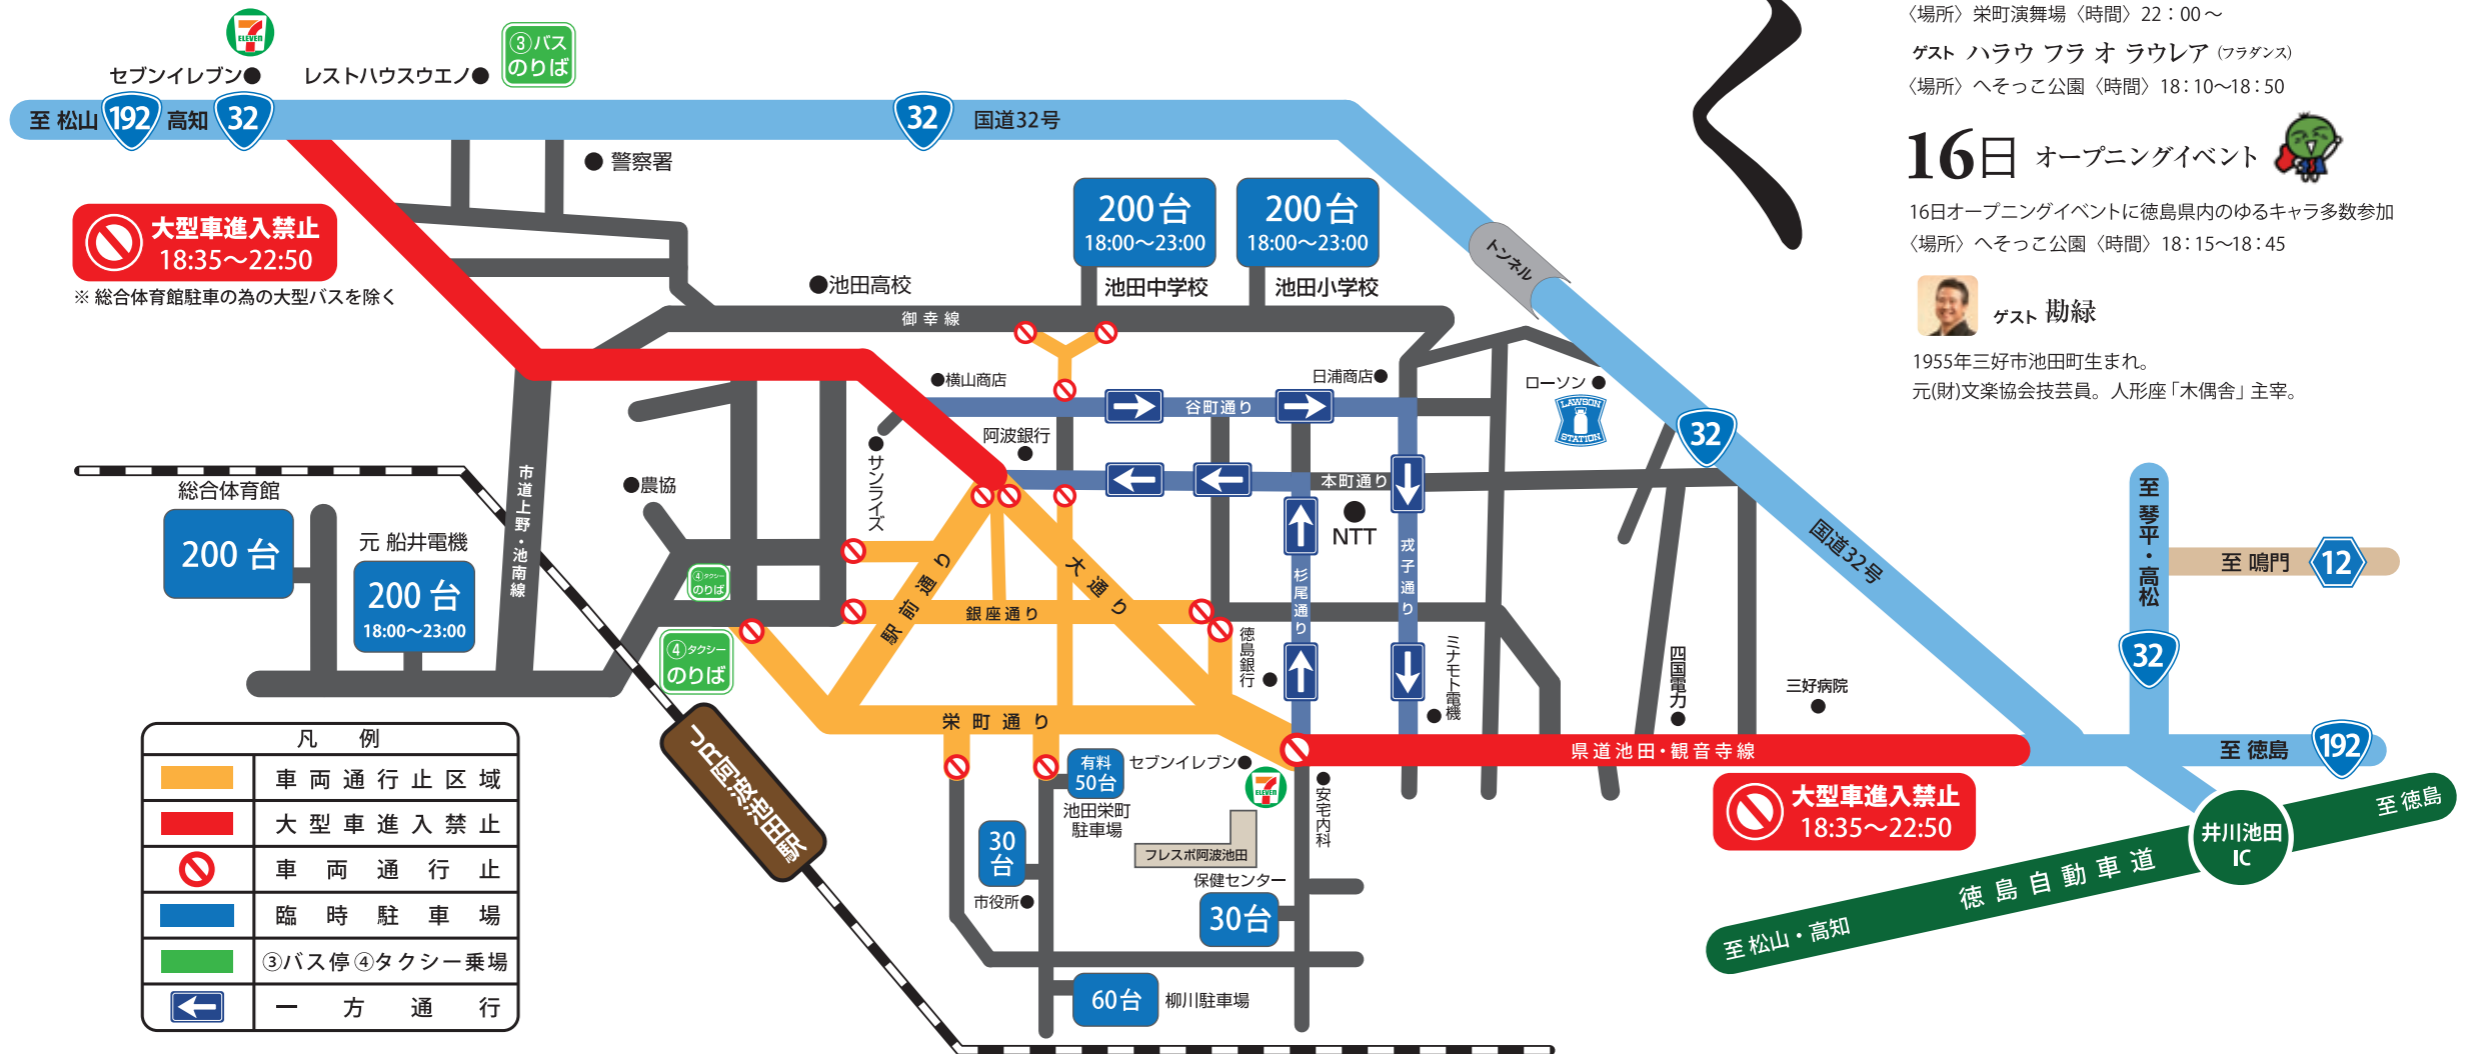 〈場所〉栄町演舞場〈時間〉22：00～
ゲスト ハラウ フラ オ ラウレア (フラダンス)
〈場所〉へそっこ公園〈時間〉18：10～18：50
16日 オープニングイベント
16日オープニングイベントに徳島県内のゆるキャラ多数参加
〈場所〉へそっこ公園〈時間〉18：15～18：45
ゲスト 勘緑
1955年三好市池田町生まれ。
元(財)文楽協会技芸員。人形座「木偶舎」主宰。
く
7
ELEVEN
セブンイレブン●
レストハウスウエノ●
③バス
のりば
至 松山 192 高知 32
32 国道32号
● 警察署
大型車進入禁止
18:35～22:50
※ 総合体育館駐車の為の大型バスを除く
200台
18:00～23:00
池田中学校
200台
18:00～23:00
池田小学校
●池田高校
御幸線
トンネル
●横山商店
日浦商店●
ローソン ●
LAWSON
STATION
谷町通り
32
阿波銀行
本町通り
サンライズ
●農協
市道上野・池南線
総合体育館
200台
元 船井電機
200台
18:00～23:00
NTT
戎子通り
杉尾通り
国道32号
至 琴平・高松
至 鳴門 12
32
④タクシー
のりば
④タクシー
のりば
駅前通り
大通り
銀座通り
徳島銀行
ミナモト電機
四国電力
三好病院
栄町通り
県道池田・観音寺線
至 徳島 192
JR阿波池田駅
有料
50台
池田栄町
駐車場
セブンイレブン●
7
ELEVEN
安宅内科
フレスポ阿波池田
30
台
市役所●
保健センター
30台
60台
柳川駐車場
大型車進入禁止
18:35～22:50
井川池田
IC
至 徳島
徳島自動車道
至 松山・高知
凡例
車両通行止区域
大型車進入禁止
車両通行止
臨時駐車場
③バス停④タクシー乗場
一方通行